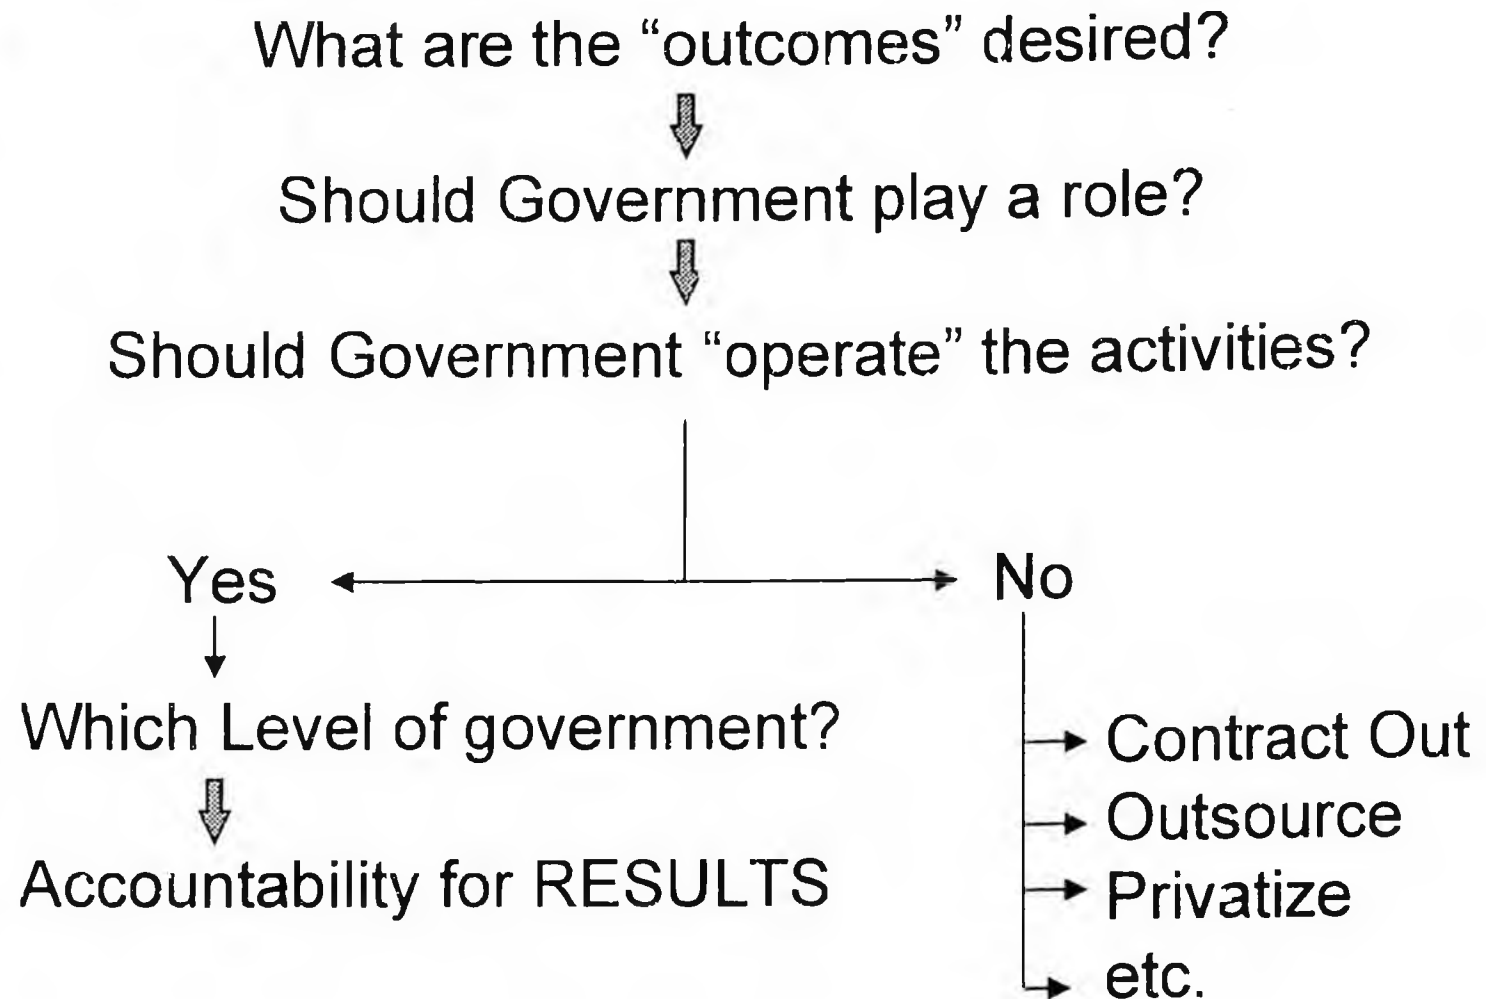 What are the “outcomes” desired?
Should Government play a role?
Should Government “operate” the activities?
Yes
No
Which Level of government?
Accountability for RESULTS
Contract Out
Outsource
Privatize
etc.